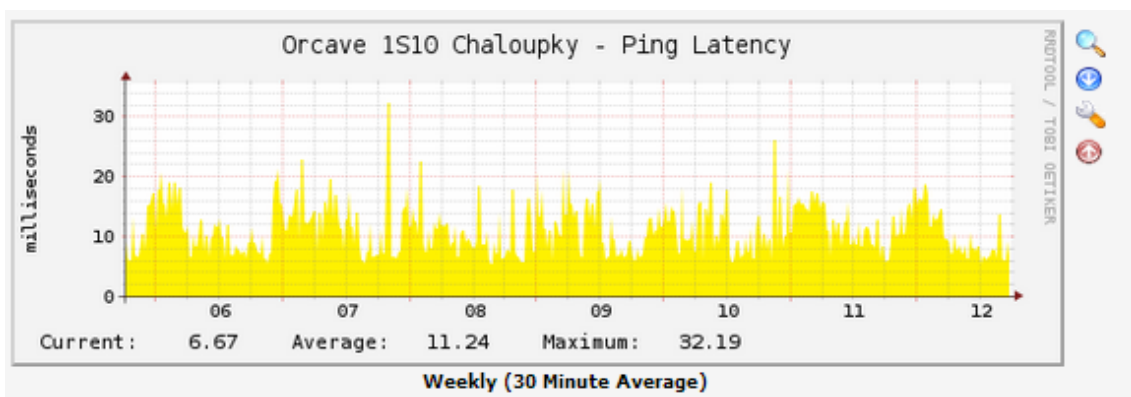 Orcave 1S10 Chaloupky - Ping Latency
RRDTOOL / TOBI OETIKER
milliseconds
30
20
10
0
06 07 08 09 10 11 12
Current: 6.67 Average: 11.24 Maximum: 32.19
Weekly (30 Minute Average)